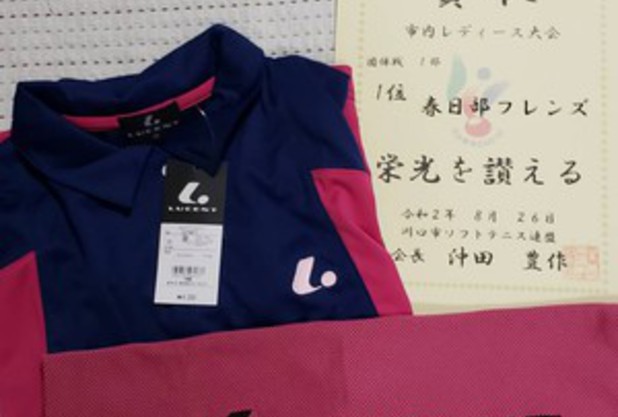 市内レディース大会
団体戦 1部
1位 春日部フレンズ
栄光を讃える
令和2年 8月 26日
川口市ソフトテニス連盟
会長 沖田 豊作
LUCENT
LUCENT